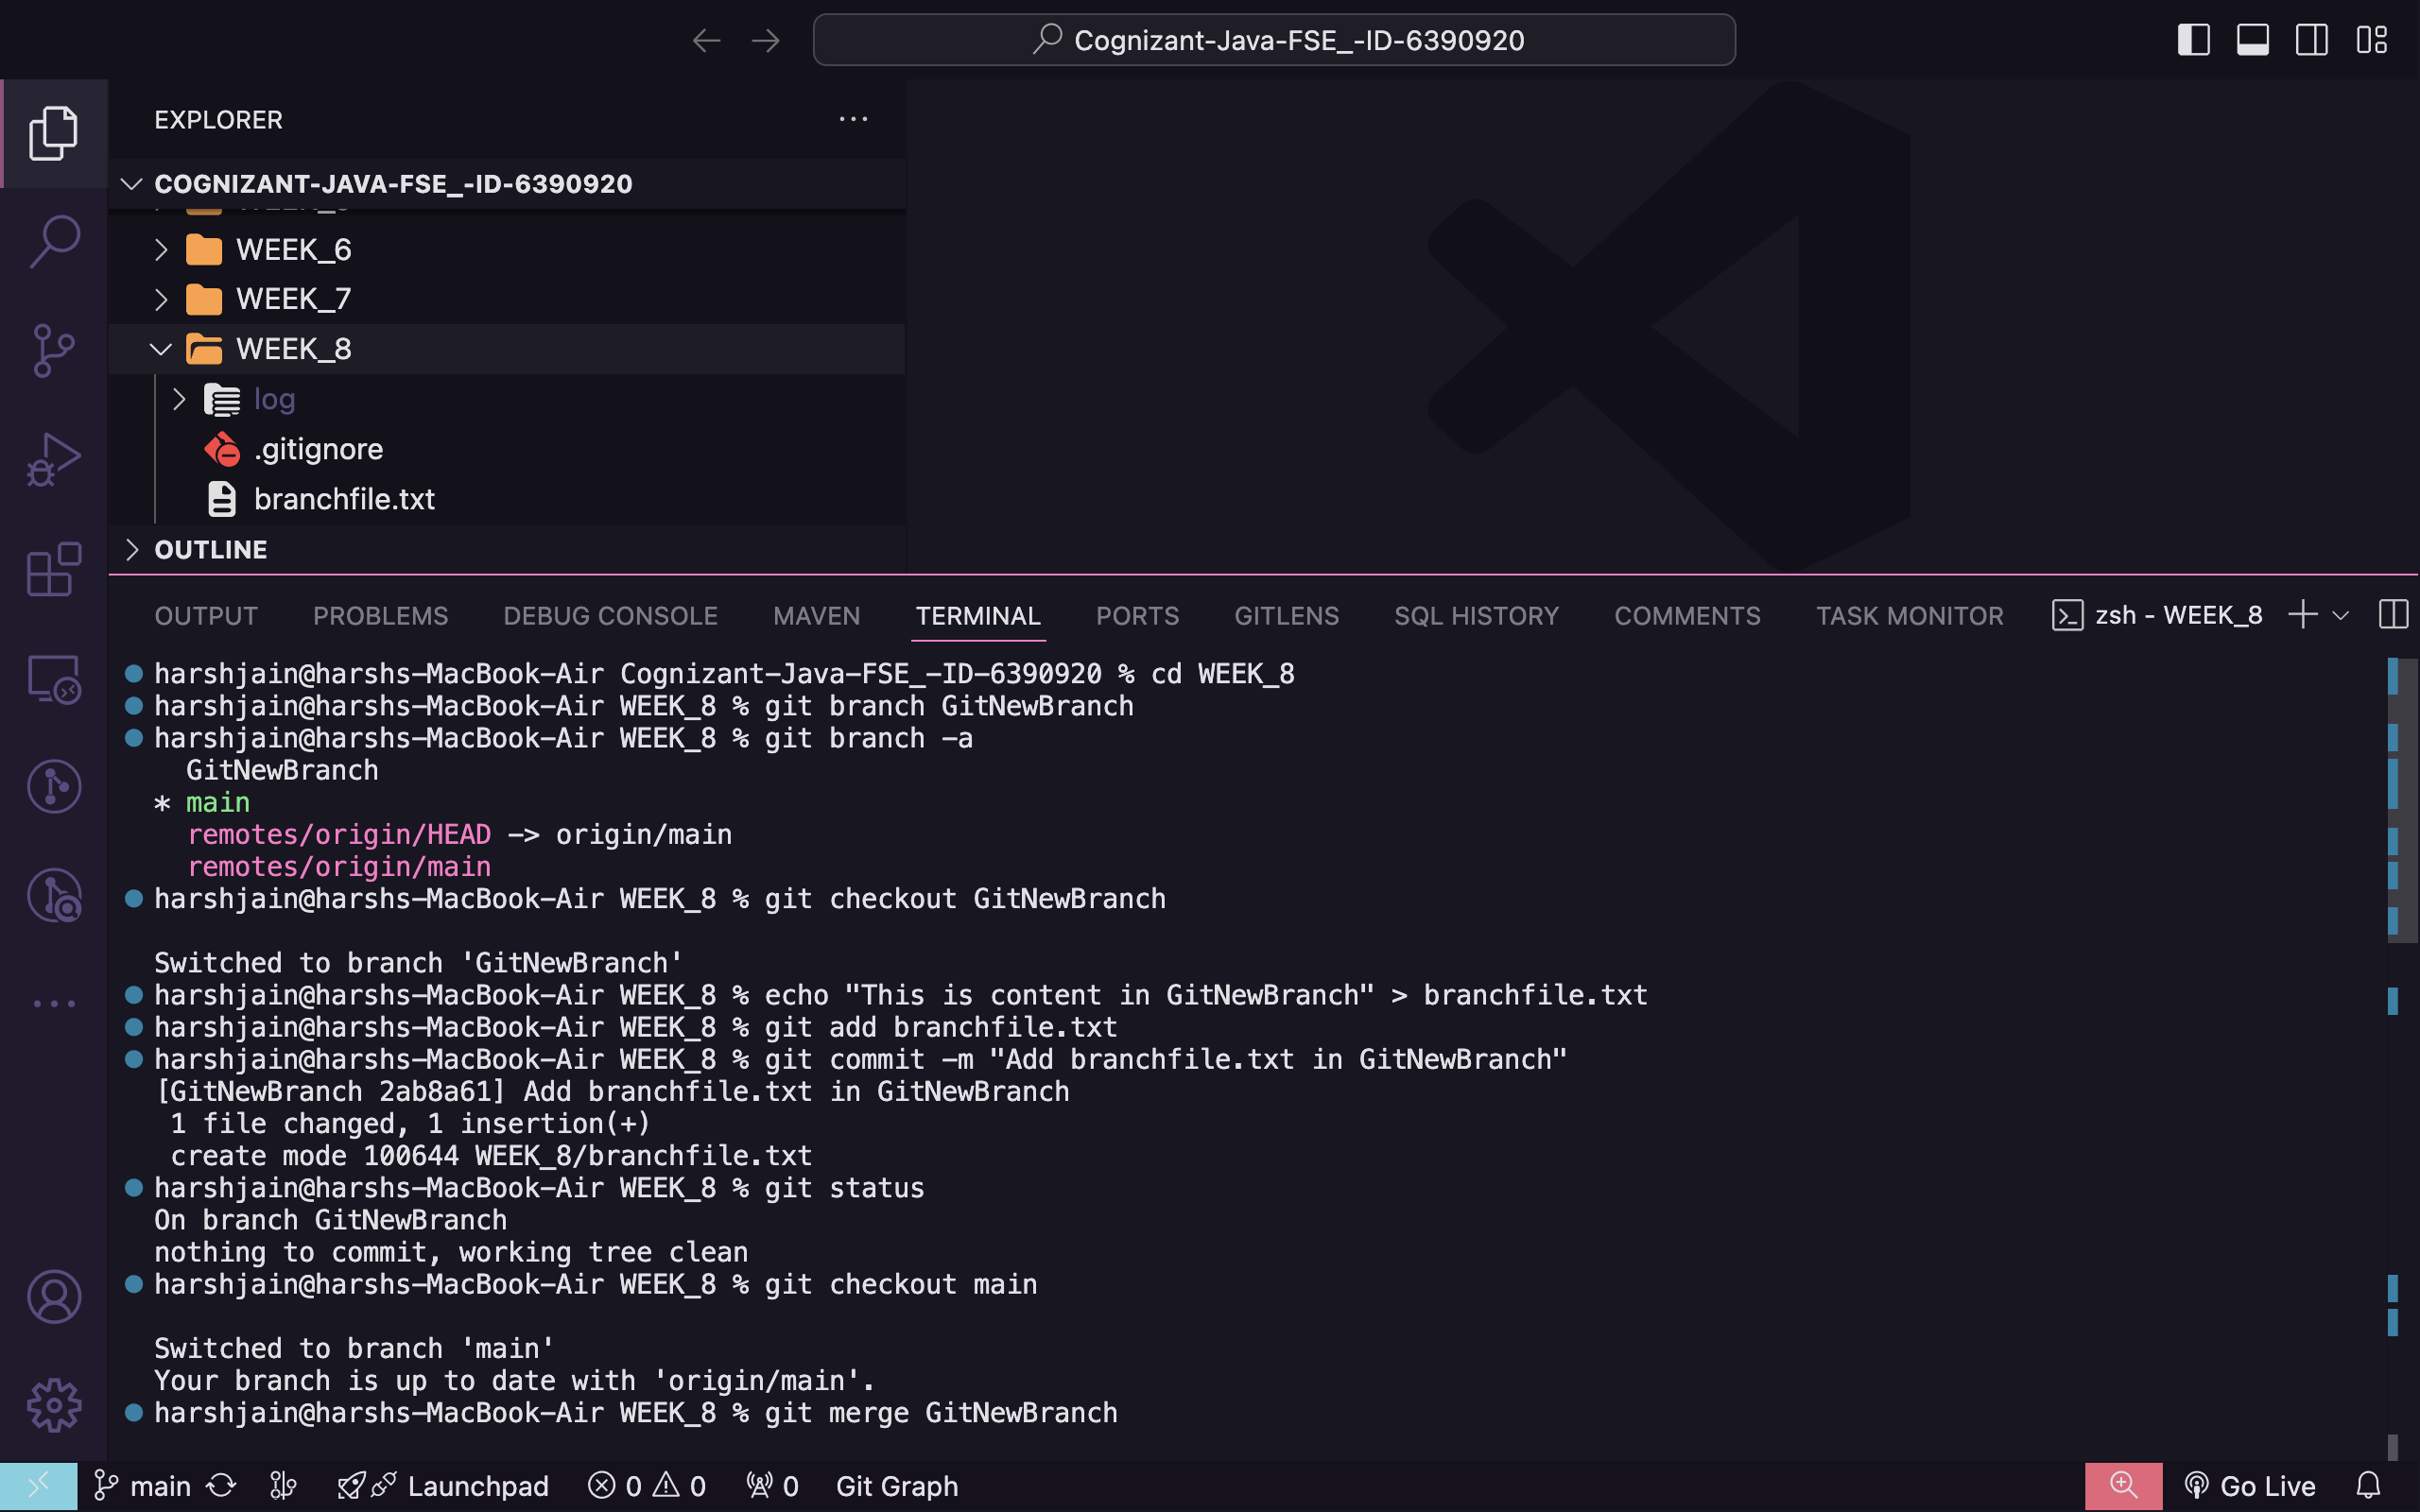 Cognizant-Java-FSE_-ID-6390920
EXPLORER
COGNIZANT-JAVA-FSE_-ID-6390920
WEEK_6
WEEK_7
WEEK_8
log
.gitignore
branchfile.txt
OUTLINE
OUTPUT PROBLEMS DEBUG CONSOLE MAVEN TERMINAL PORTS GITLENS SQL HISTORY COMMENTS TASK MONITOR zsh - WEEK_8
harshjain@harshs-MacBook-Air Cognizant-Java-FSE_-ID-6390920 % cd WEEK_8
harshjain@harshs-MacBook-Air WEEK_8 % git branch GitNewBranch
harshjain@harshs-MacBook-Air WEEK_8 % git branch -a
GitNewBranch
* main
remotes/origin/HEAD -> origin/main
remotes/origin/main
harshjain@harshs-MacBook-Air WEEK_8 % git checkout GitNewBranch
Switched to branch 'GitNewBranch'
harshjain@harshs-MacBook-Air WEEK_8 % echo "This is content in GitNewBranch" > branchfile.txt
harshjain@harshs-MacBook-Air WEEK_8 % git add branchfile.txt
harshjain@harshs-MacBook-Air WEEK_8 % git commit -m "Add branchfile.txt in GitNewBranch"
[GitNewBranch 2ab8a61] Add branchfile.txt in GitNewBranch
1 file changed, 1 insertion(+)
create mode 100644 WEEK_8/branchfile.txt
harshjain@harshs-MacBook-Air WEEK_8 % git status
On branch GitNewBranch
nothing to commit, working tree clean
harshjain@harshs-MacBook-Air WEEK_8 % git checkout main
Switched to branch 'main'
Your branch is up to date with 'origin/main'.
harshjain@harshs-MacBook-Air WEEK_8 % git merge GitNewBranch
main Launchpad 0 0 0 Git Graph Go Live